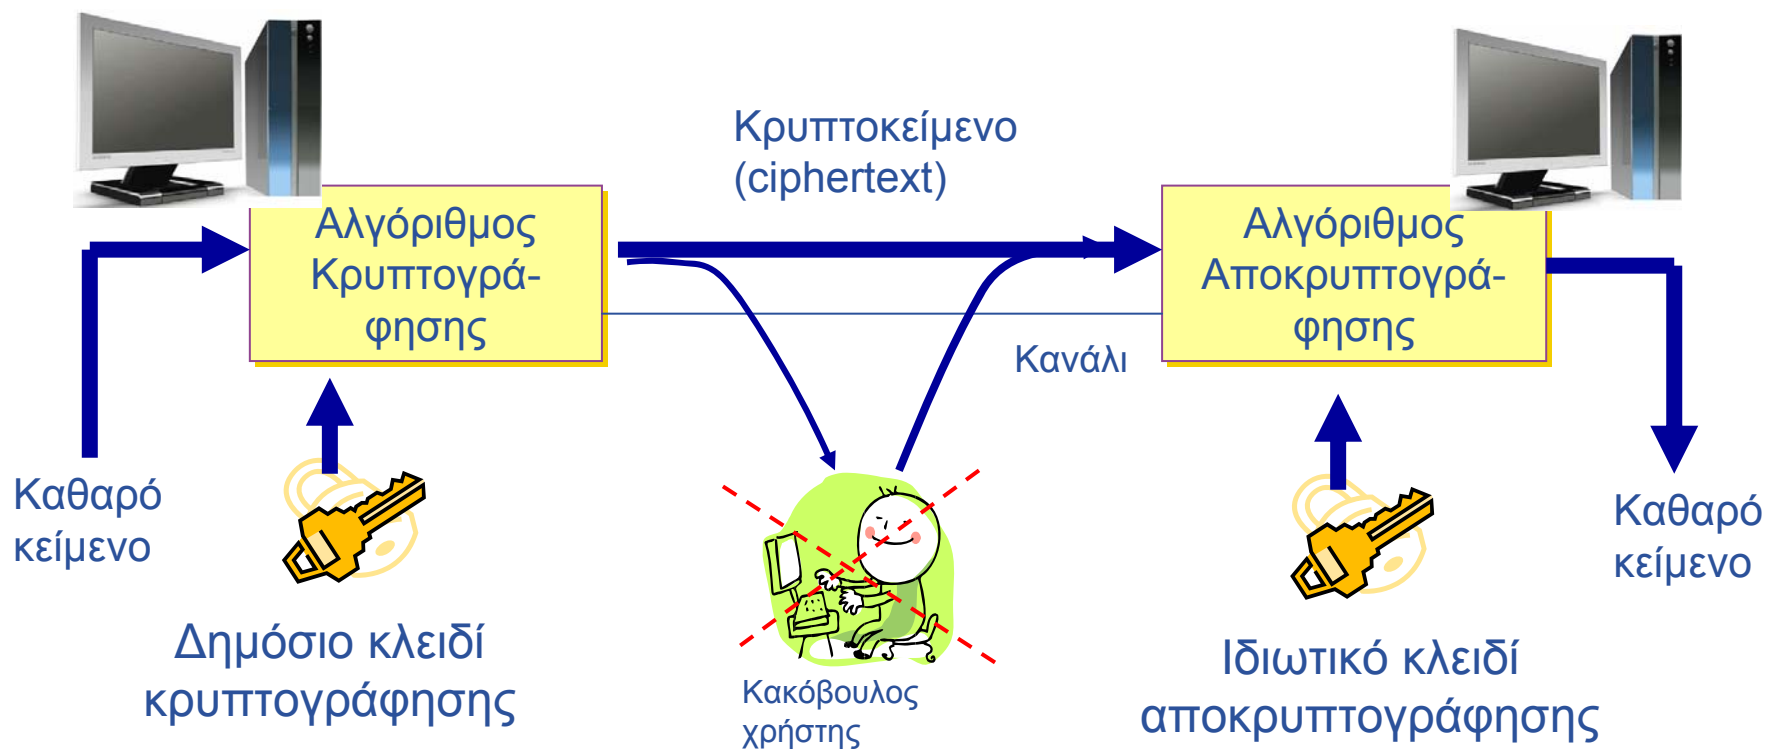 Κρυπτοκείμενο
(ciphertext)
Αλγόριθμος
Κρυπτογρά-
φησης
Αλγόριθμος
Αποκρυπτογρά-
φησης
Κανάλι
Καθαρό
κείμενο
Καθαρό
κείμενο
Δημόσιο κλειδί
κρυπτογράφησης
Κακόβουλος
χρήστης
Ιδιωτικό κλειδί
αποκρυπτογράφησης